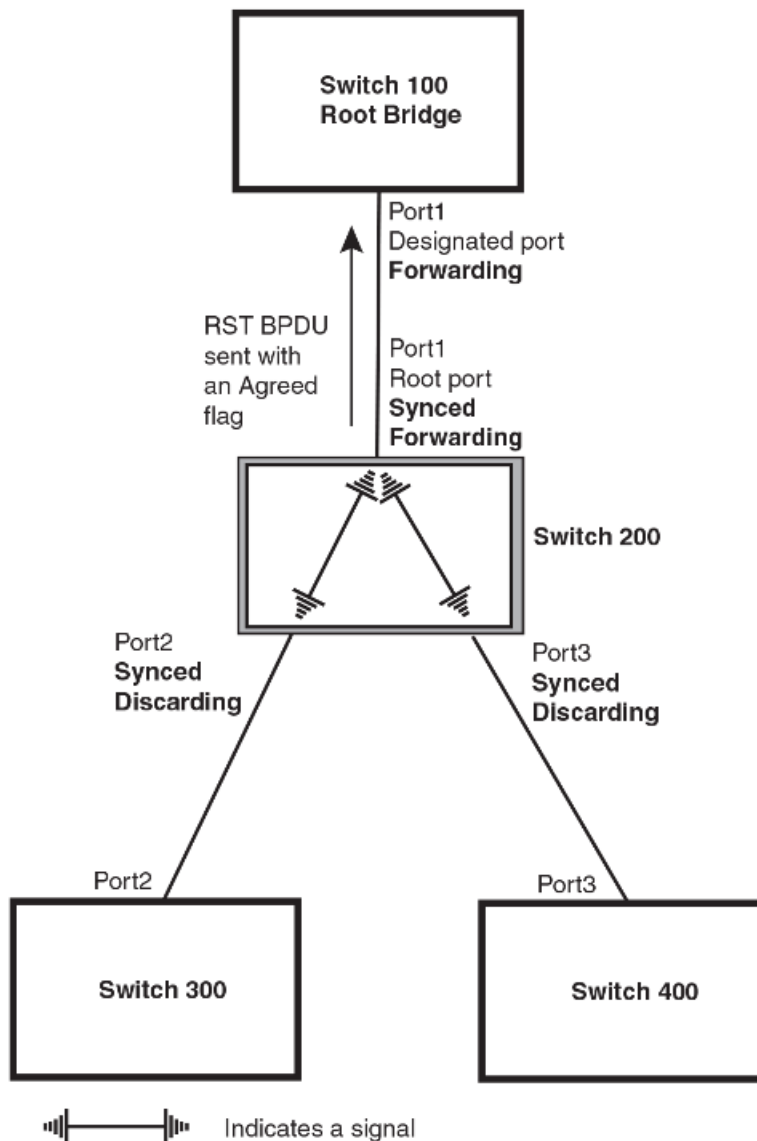 Switch 100
Root Bridge
Port1
Designated port
Forwarding
RST BPDU
sent with
an Agreed
flag
Port1
Root port
Synced
Forwarding
Switch 200
Port2
Synced
Discarding
Port3
Synced
Discarding
Port2
Port3
Switch 300
Switch 400
Indicates a signal